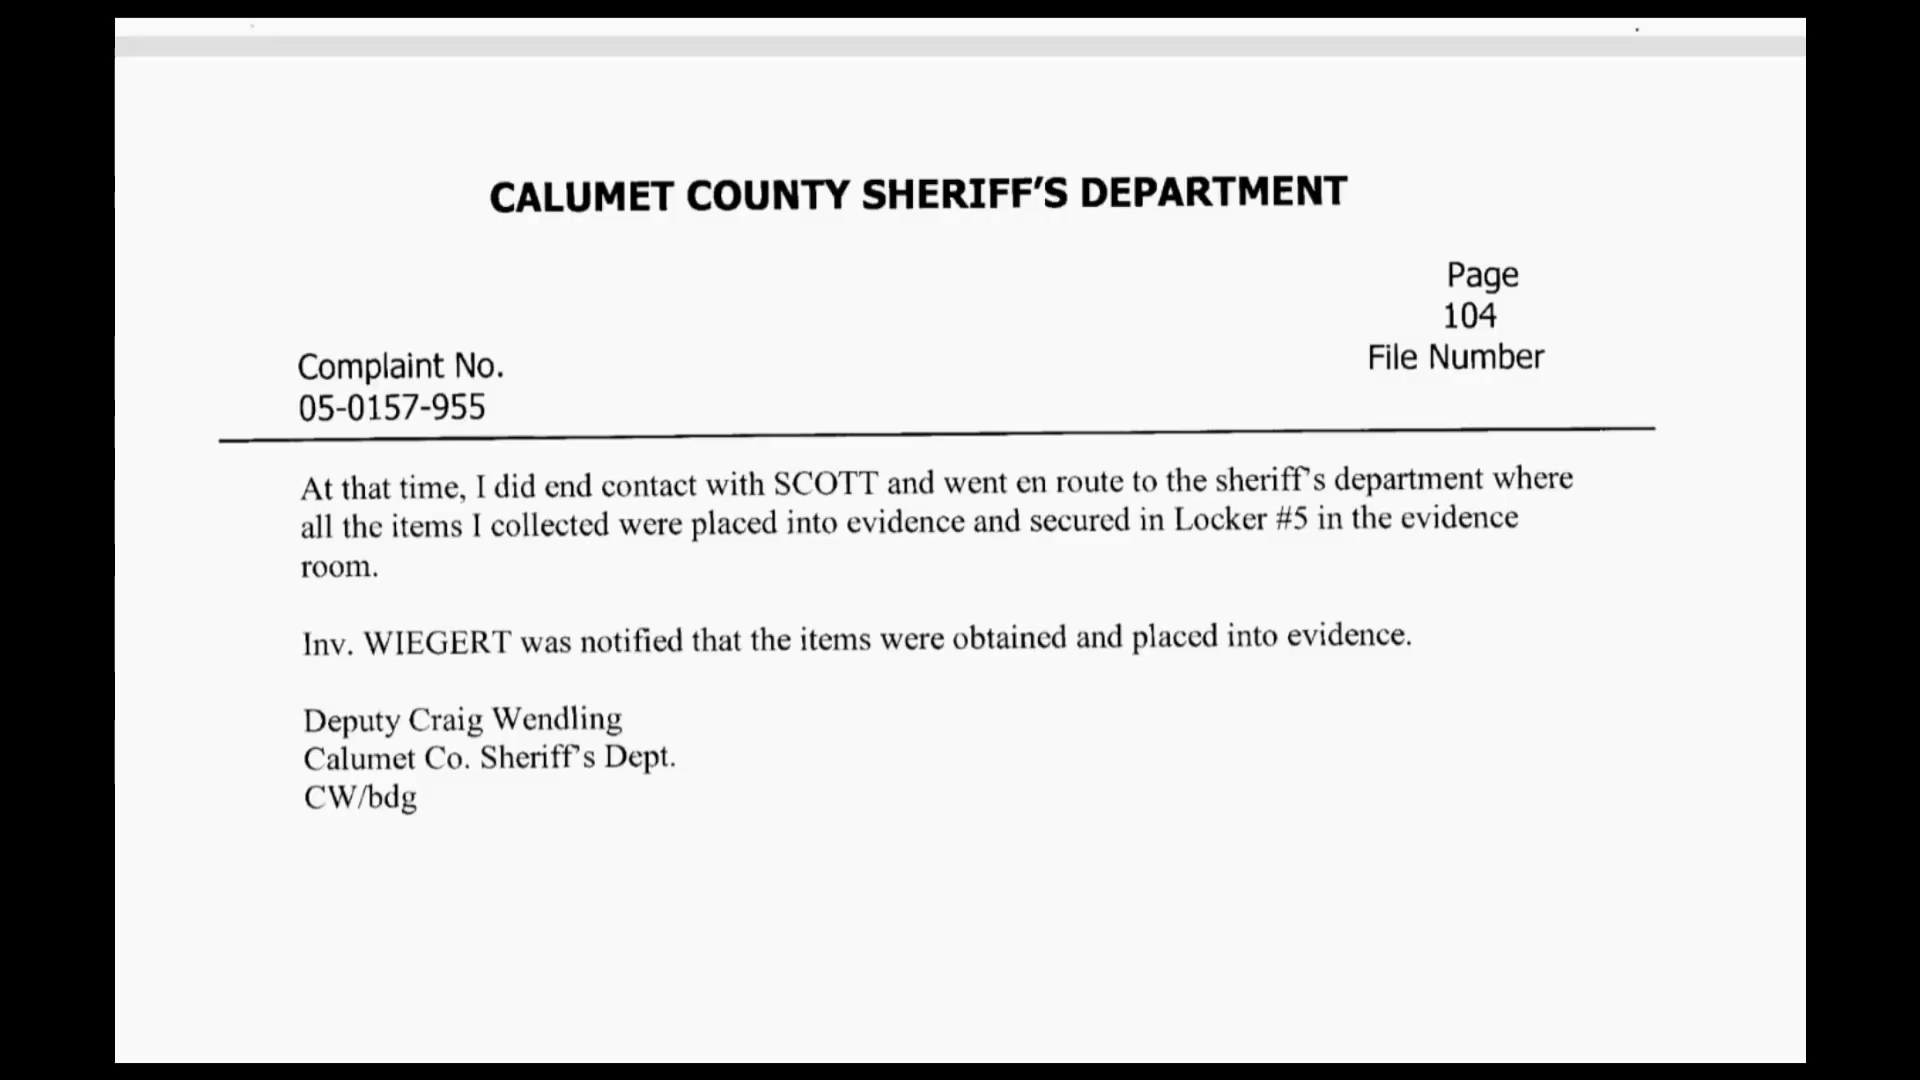 CALUMET COUNTY SHERIFF'S DEPARTMENT
Page
104
File Number
Complaint No.
05-0157-955
At that time, I did end contact with SCOTT and went en route to the sheriff's department where
all the items I collected were placed into evidence and secured in Locker #5 in the evidence
room.
Inv. WIEGERT was notified that the items were obtained and placed into evidence.
Deputy Craig Wendling
Calumet Co. Sheriff's Dept.
CW/bdg